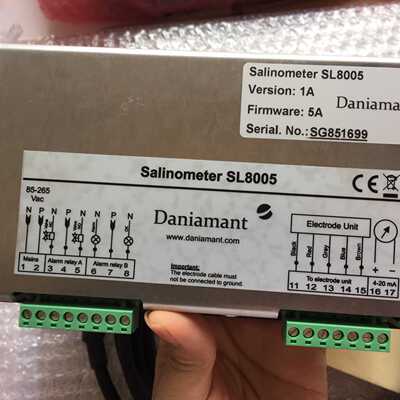 Salinometer SL8005
Version: 1A
Firmware: 5A
Daniamant
Serial. No.: SG851699
Salinometer SL8005
CE
85-265
Vac
N P P N N P N
Daniamant
www.daniamant.com
Electrode Unit
Black Red Grey Blue Brown
+ -
Important:
The electrode cable must
not be connected to ground.
Mains Alarm relay A Alarm relay B
1 2 3 4 5 6 7 8
To electrode unit 4-20 mA
11 12 13 14 15 16 17